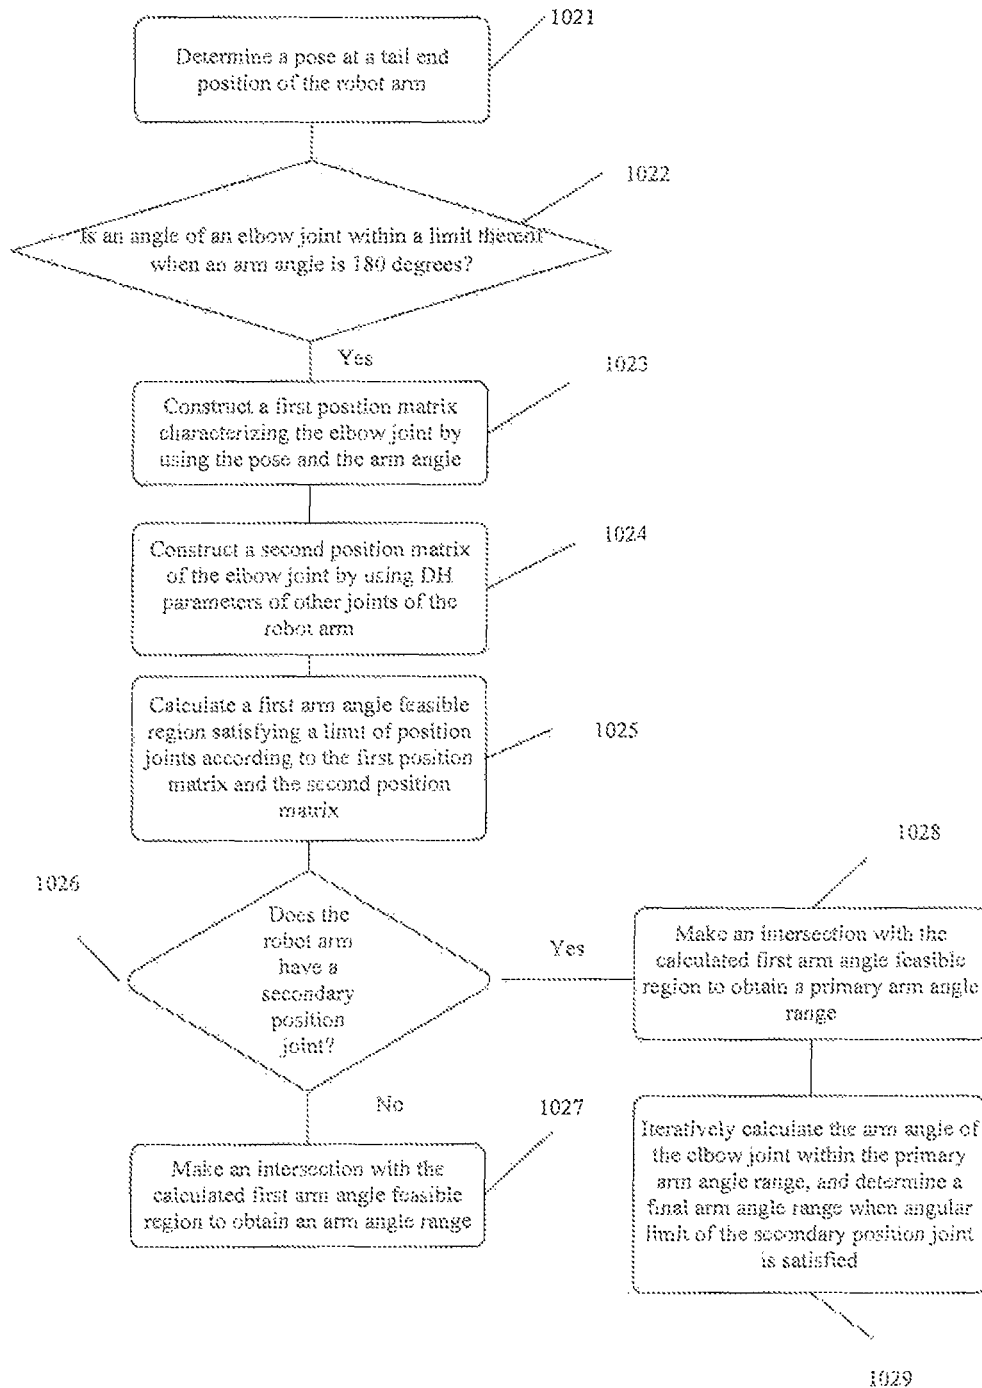 1021
Determine a pose at a tail end
position of the robot arm
1022
Is an angle of an elbow joint within a limit thereof
when an arm angle is 180 degrees?
Yes
1023
Construct a first position matrix
characterizing the elbow joint by
using the pose and the arm angle
1024
Construct a second position matrix
of the elbow joint by using DH
parameters of other joints of the
robot arm
Calculate a first arm angle feasible
region satisfying a limit of position
joints according to the first position
matrix and the second position
matrix
1025
1026
Does the
robot arm
have a
secondary
position
joint?
Yes
1028
Make an intersection with the
calculated first arm angle feasible
region to obtain a primary arm angle
range
No
1027
Make an intersection with the
calculated first arm angle feasible
region to obtain an arm angle range
Iteratively calculate the arm angle of
the elbow joint within the primary
arm angle range, and determine a
final arm angle range when angular
limit of the secondary position joint
is satisfied
1029